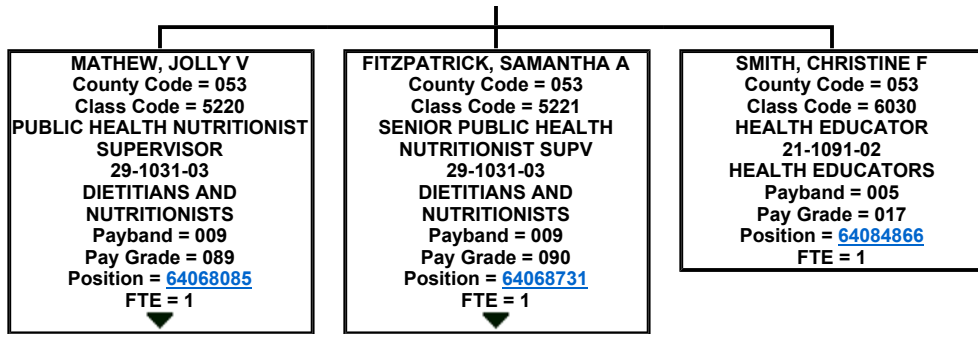 MATHEW, JOLLY V
County Code = 053
Class Code = 5220
PUBLIC HEALTH NUTRITIONIST
SUPERVISOR
29-1031-03
DIETITIANS AND
NUTRITIONISTS
Payband = 009
Pay Grade = 089
Position = 64068085
FTE = 1
FITZPATRICK, SAMANTHA A
County Code = 053
Class Code = 5221
SENIOR PUBLIC HEALTH
NUTRITIONIST SUPV
29-1031-03
DIETITIANS AND
NUTRITIONISTS
Payband = 009
Pay Grade = 090
Position = 64068731
FTE = 1
SMITH, CHRISTINE F
County Code = 053
Class Code = 6030
HEALTH EDUCATOR
21-1091-02
HEALTH EDUCATORS
Payband = 005
Pay Grade = 017
Position = 64084866
FTE = 1